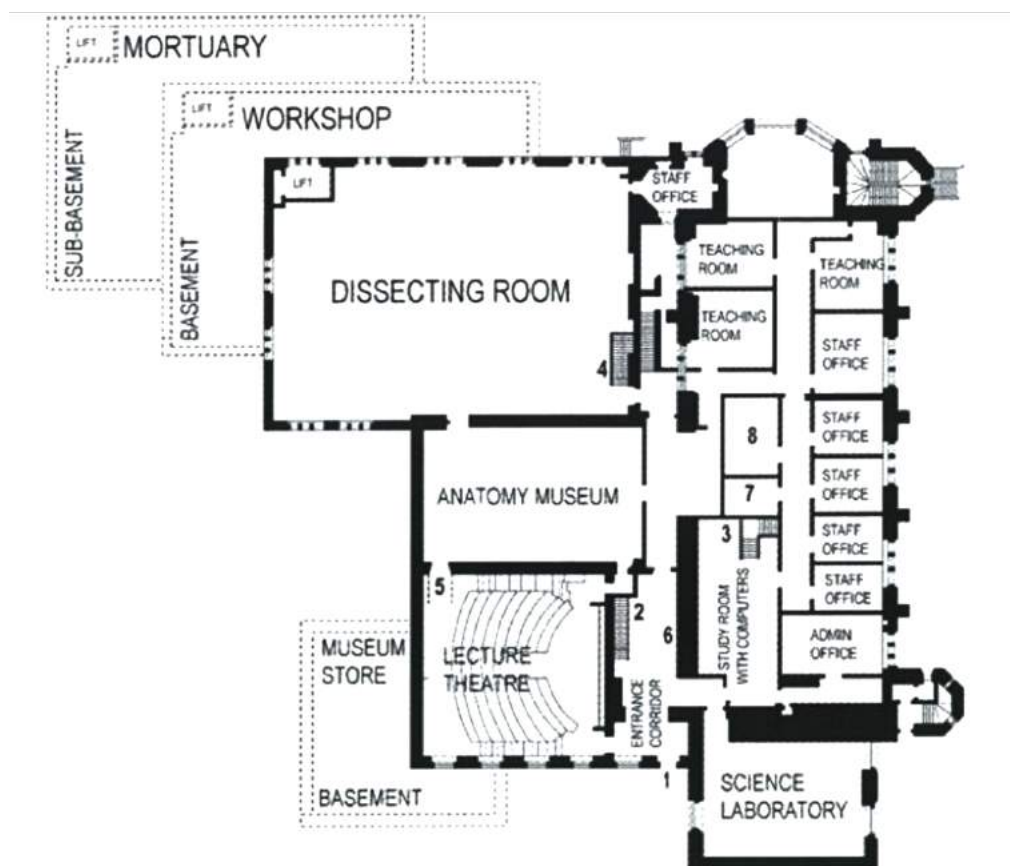 LIFT
MORTUARY
SUB-BASEMENT
LIFT
WORKSHOP
BASEMENT
LIFT
DISSECTING ROOM
4
STAFF
OFFICE
TEACHING
ROOM
TEACHING
ROOM
TEACHING
ROOM
STAFF
OFFICE
8
STAFF
OFFICE
7
STAFF
OFFICE
3
STAFF
OFFICE
STAFF
OFFICE
ANATOMY MUSEUM
5
2
6
STUDY ROOM
WITH COMPUTERS
ADMIN
OFFICE
LECTURE
THEATRE
MUSEUM
STORE
BASEMENT
ENTRANCE
CORRIDOR
1
SCIENCE
LABORATORY